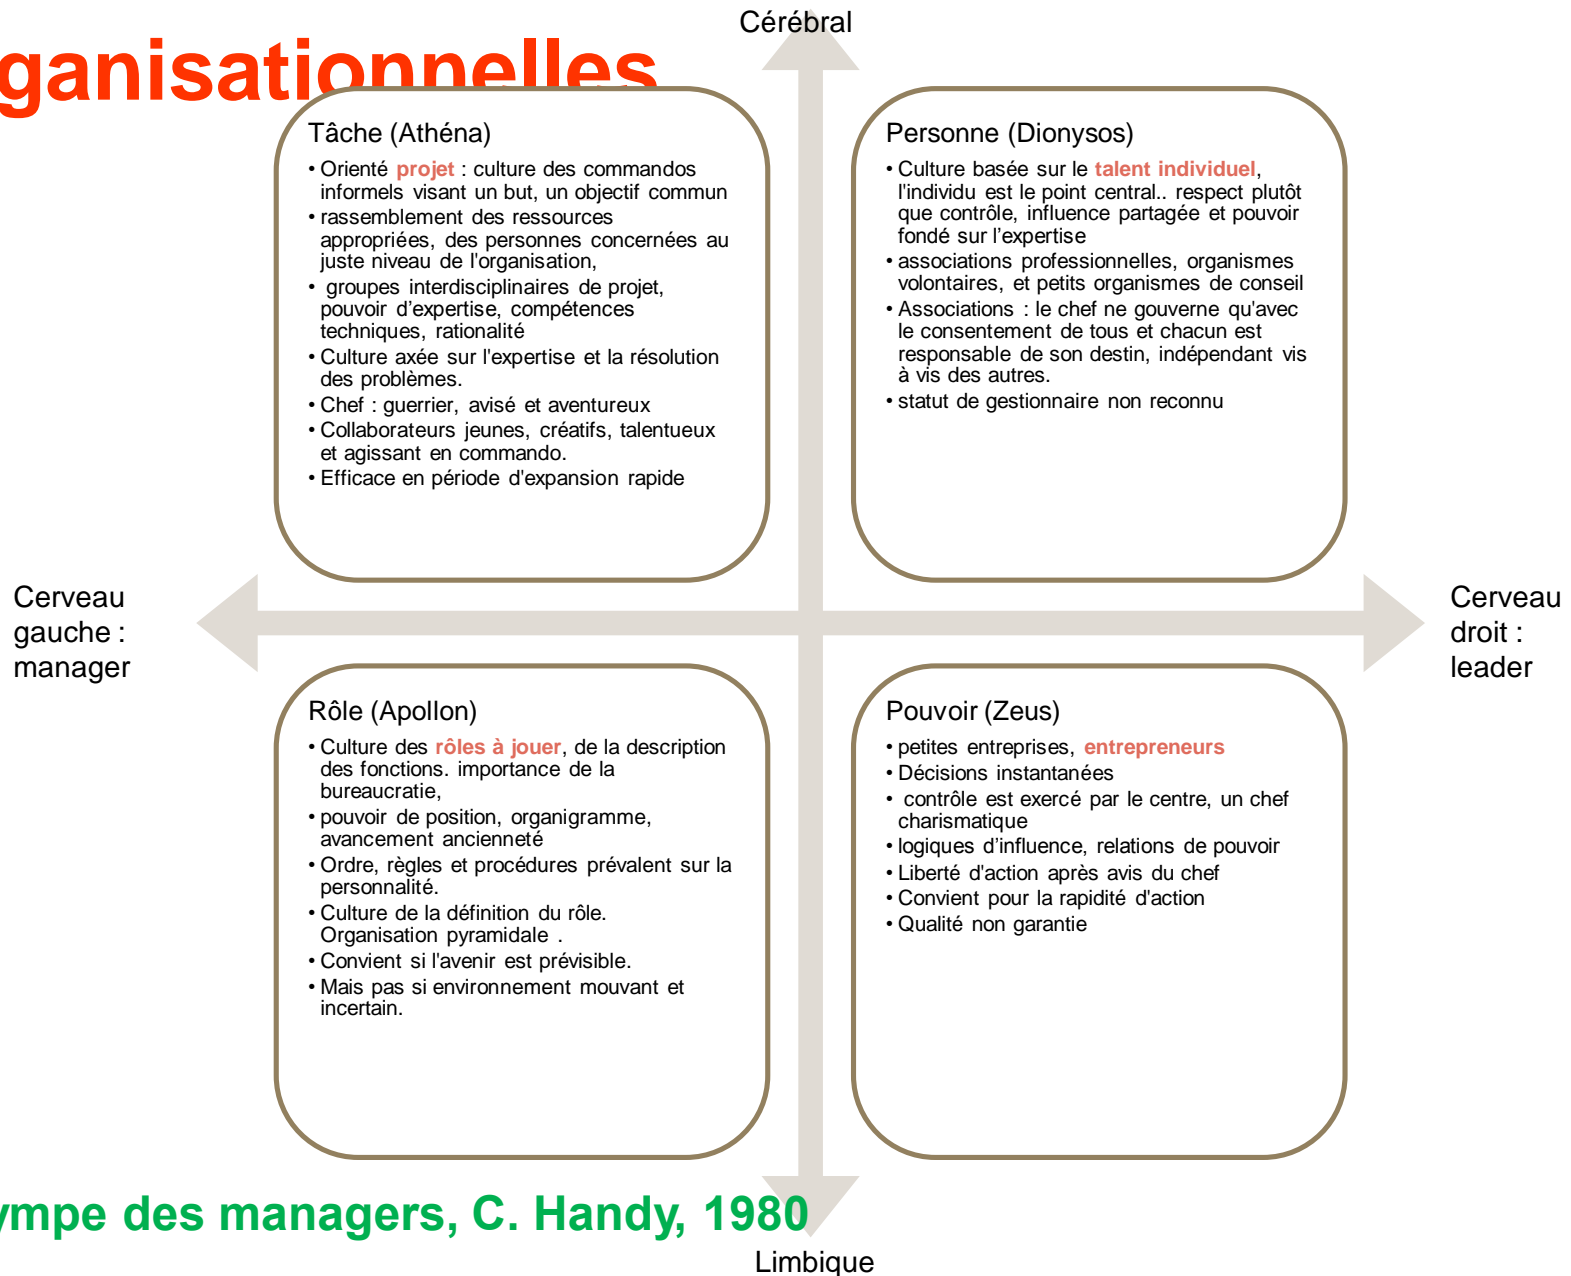 Cérébral
ganisationnelles
Tâche (Athéna)
• Orienté projet : culture des commandos
informels visant un but, un objectif commun
• rassemblement des ressources
appropriées, des personnes concernées au
juste niveau de l'organisation,
• groupes interdisciplinaires de projet,
pouvoir d’expertise, compétences
techniques, rationalité
• Culture axée sur l'expertise et la résolution
des problèmes.
• Chef : guerrier, avisé et aventureux
• Collaborateurs jeunes, créatifs, talentueux
et agissant en commando.
• Efficace en période d'expansion rapide
Personne (Dionysos)
• Culture basée sur le talent individuel,
l'individu est le point central.. respect plutôt
que contrôle, influence partagée et pouvoir
fondé sur l’expertise
• associations professionnelles, organismes
volontaires, et petits organismes de conseil
• Associations : le chef ne gouverne qu'avec
le consentement de tous et chacun est
responsable de son destin, indépendant vis
à vis des autres.
• statut de gestionnaire non reconnu
Cerveau
gauche :
manager
Cerveau
droit :
leader
Rôle (Apollon)
• Culture des rôles à jouer, de la description
des fonctions. importance de la
bureaucratie,
• pouvoir de position, organigramme,
avancement ancienneté
• Ordre, règles et procédures prévalent sur la
personnalité.
• Culture de la définition du rôle.
Organisation pyramidale .
• Convient si l'avenir est prévisible.
• Mais pas si environnement mouvant et
incertain.
Pouvoir (Zeus)
• petites entreprises, entrepreneurs
• Décisions instantanées
• contrôle est exercé par le centre, un chef
charismatique
• logiques d’influence, relations de pouvoir
• Liberté d'action après avis du chef
• Convient pour la rapidité d'action
• Qualité non garantie
ympe des managers, C. Handy, 1980
Limbique